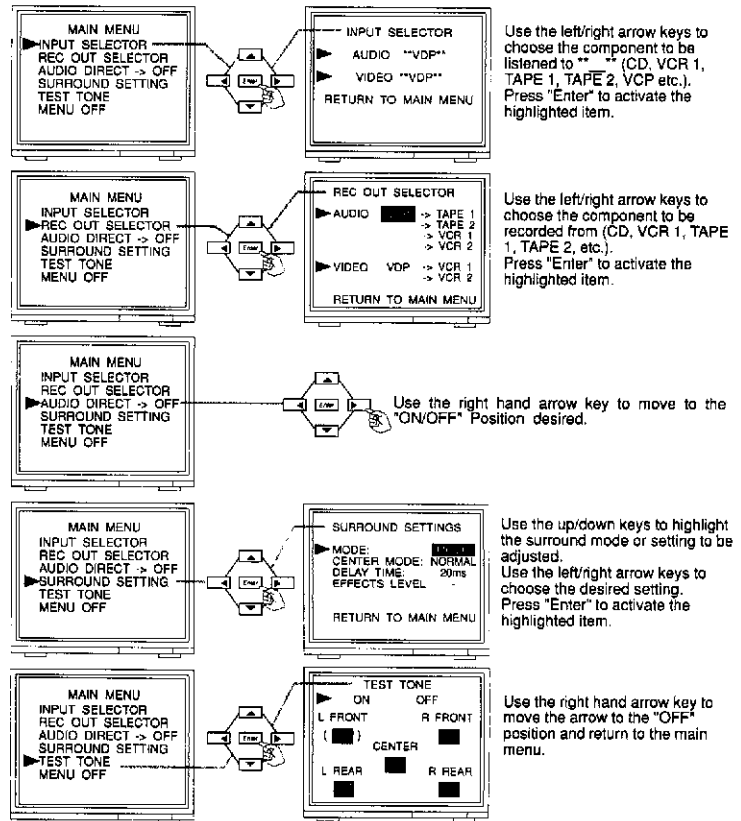 MAIN MENU
INPUT SELECTOR
REC OUT SELECTOR
AUDIO DIRECT -> OFF
SURROUND SETTING
TEST TONE
MENU OFF
Enter
INPUT SELECTOR
AUDIO **VDP**
VIDEO **VDP**
RETURN TO MAIN MENU
Use the left/right arrow keys to
choose the component to be
listened to **__** (CD, VCR 1,
TAPE 1, TAPE 2, VCP etc.).
Press "Enter" to activate the
highlighted item.
MAIN MENU
INPUT SELECTOR
REC OUT SELECTOR
AUDIO DIRECT -> OFF
SURROUND SETTING
TEST TONE
MENU OFF
Enter
REC OUT SELECTOR
AUDIO -> TAPE 1
-> TAPE 2
-> VCR 1
-> VCR 2
VIDEO VDP -> VCR 1
-> VCR 2
RETURN TO MAIN MENU
Use the left/right arrow keys to
choose the component to be
recorded from (CD, VCR 1, TAPE
1, TAPE 2, etc.).
Press "Enter" to activate the
highlighted item.
MAIN MENU
INPUT SELECTOR
REC OUT SELECTOR
AUDIO DIRECT -> OFF
SURROUND SETTING
TEST TONE
MENU OFF
Enter
Use the right hand arrow key to move to the
"ON/OFF" Position desired.
MAIN MENU
INPUT SELECTOR
REC OUT SELECTOR
AUDIO DIRECT -> OFF
SURROUND SETTING
TEST TONE
MENU OFF
Enter
SURROUND SETTINGS
MODE:
CENTER MODE: NORMAL
DELAY TIME: 20ms
EFFECTS LEVEL -
RETURN TO MAIN MENU
Use the up/down keys to highlight
the surround mode or setting to be
adjusted.
Use the left/right arrow keys to
choose the desired setting.
Press "Enter" to activate the
highlighted item.
MAIN MENU
INPUT SELECTOR
REC OUT SELECTOR
AUDIO DIRECT -> OFF
SURROUND SETTING
TEST TONE
MENU OFF
Enter
TEST TONE
ON OFF
L FRONT R FRONT
( )
CENTER
L REAR R REAR
Use the right hand arrow key to
move the arrow to the "OFF"
position and return to the main
menu.